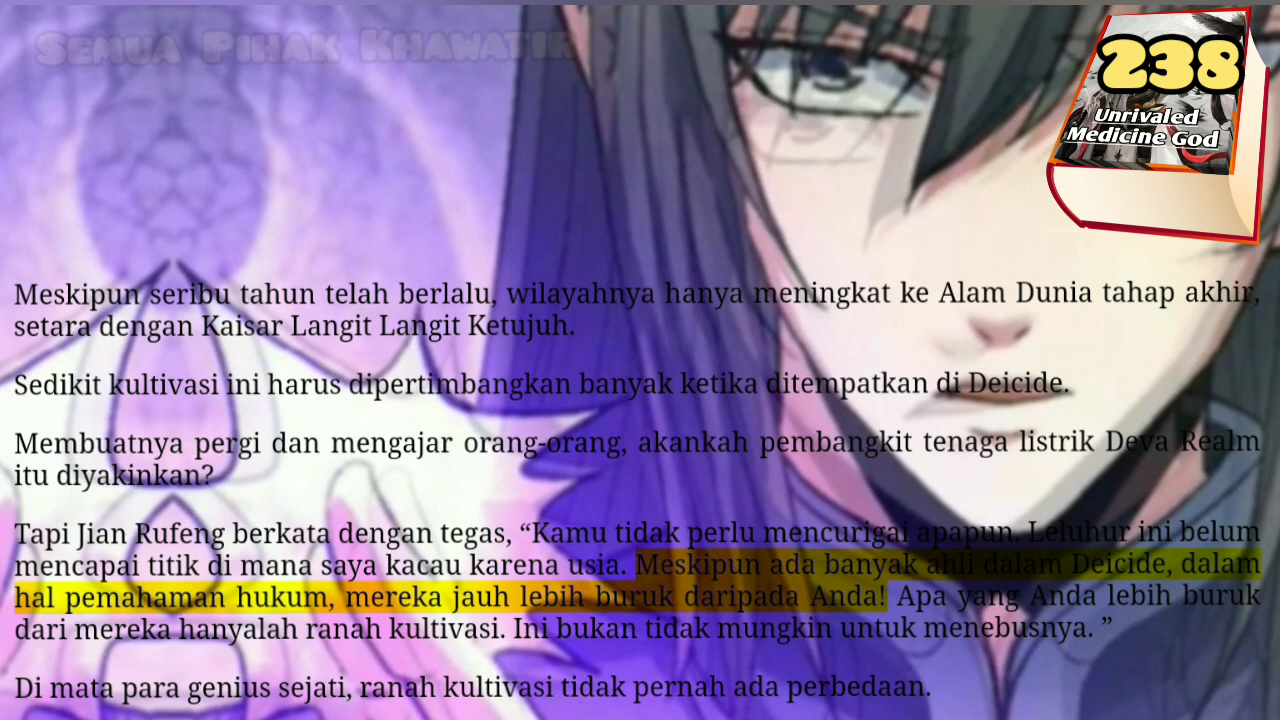 SEMUA PIHAK KHAWATIR
238
Unrivaled
Medicine God
Meskipun seribu tahun telah berlalu, wilayahnya hanya meningkat ke Alam Dunia tahap akhir,
setara dengan Kaisar Langit Langit Ketujuh.
Sedikit kultivasi ini harus dipertimbangkan banyak ketika ditempatkan di Deicide.
Membuatnya pergi dan mengajar orang-orang, akankah pembangkit tenaga listrik Deva Realm
itu diyakinkan?
Tapi Jian Rufeng berkata dengan tegas, “Kamu tidak perlu mencurigai apapun. Leluhur ini belum
mencapai titik di mana saya kacau karena usia. Meskipun ada banyak ahli dalam Deicide, dalam
hal pemahaman hukum, mereka jauh lebih buruk daripada Anda! Apa yang Anda lebih buruk
dari mereka hanyalah ranah kultivasi. Ini bukan tidak mungkin untuk menebusnya. ”
Di mata para genius sejati, ranah kultivasi tidak pernah ada perbedaan.